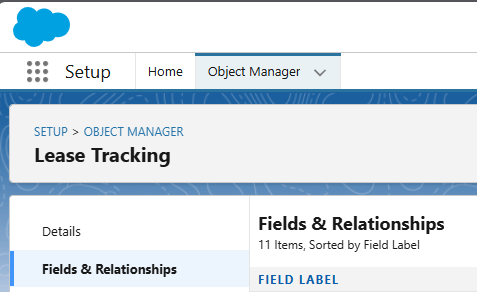 Setup Home Object Manager
SETUP > OBJECT MANAGER
Lease Tracking
Details
Fields & Relationships
Fields & Relationships
11 Items, Sorted by Field Label
FIELD LABEL